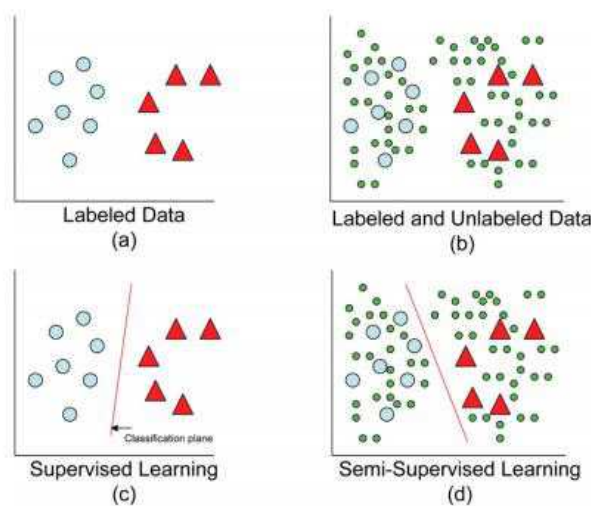 Labeled Data
(a)
Labeled and Unlabeled Data
(b)
Classification plane
Supervised Learning
(c)
Semi-Supervised Learning
(d)